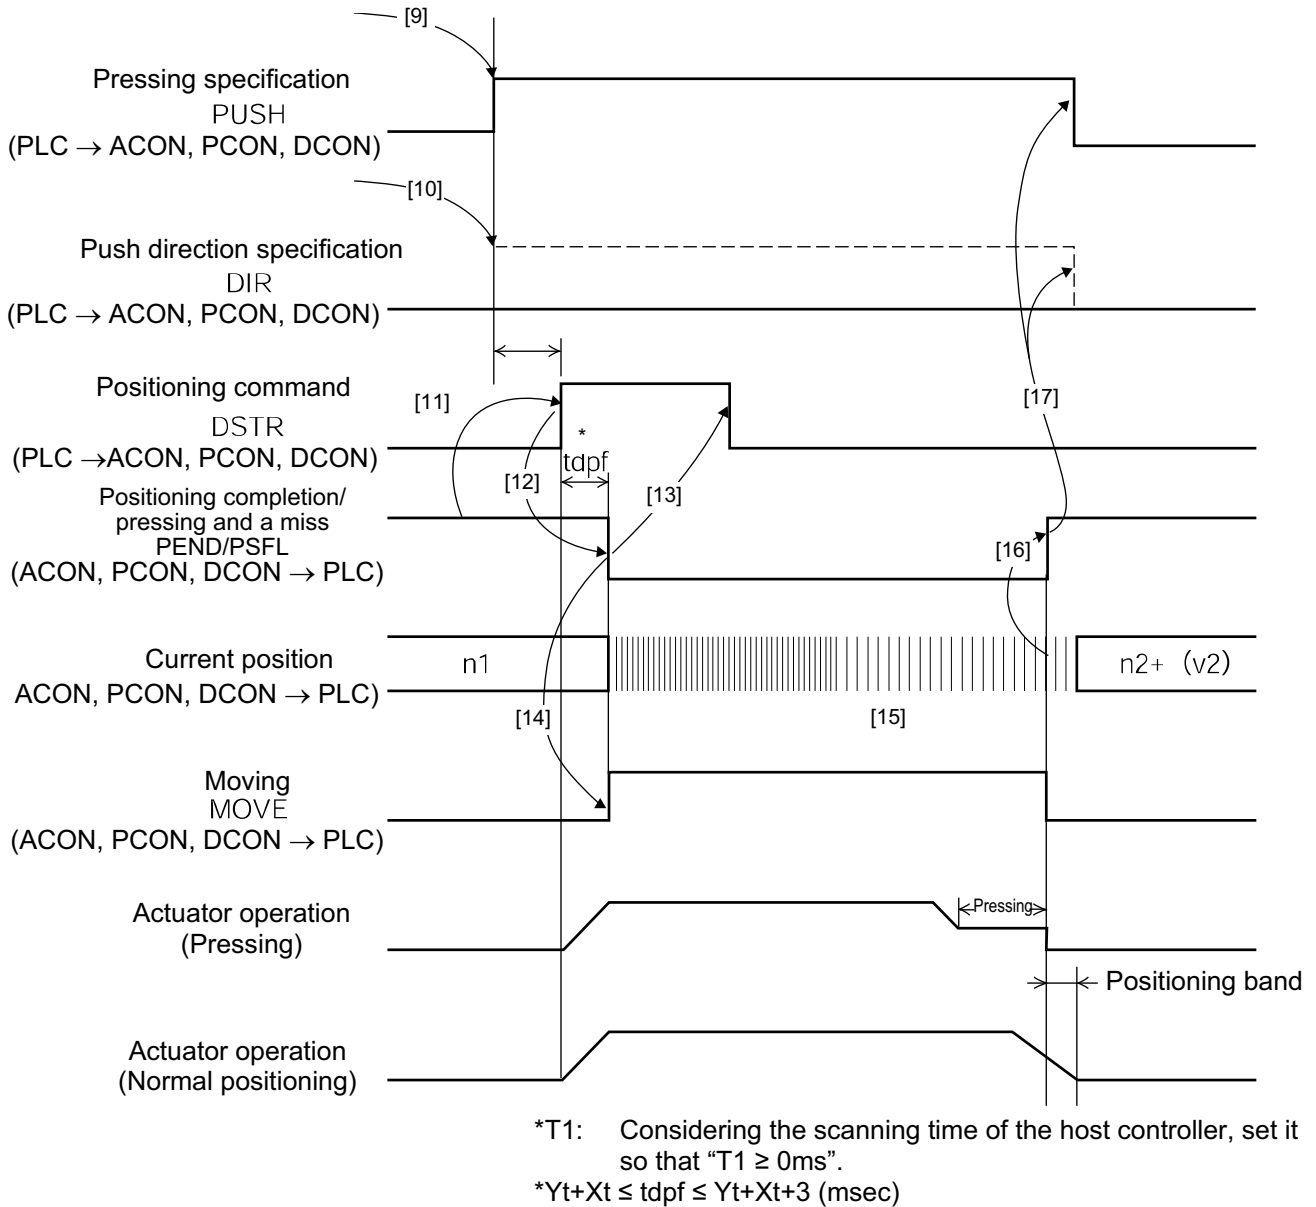 [9]
Pressing specification
PUSH
(PLC → ACON, PCON, DCON)
[10]
Push direction specification
DIR
(PLC → ACON, PCON, DCON)
Positioning command
[11]
DSTR
(PLC →ACON, PCON, DCON)
*
tdpf
[12]
[13]
[17]
Positioning completion/
pressing and a miss
PEND/PSFL
(ACON, PCON, DCON → PLC)
[16]
Current position
ACON, PCON, DCON → PLC)
n1
n2+ (v2)
[14]
[15]
Moving
MOVE
(ACON, PCON, DCON → PLC)
Actuator operation
(Pressing)
Pressing
Positioning band
Actuator operation
(Normal positioning)
*T1: Considering the scanning time of the host controller, set it
so that “T1 ≥ 0ms”.
*Yt+Xt ≤ tdpf ≤ Yt+Xt+3 (msec)